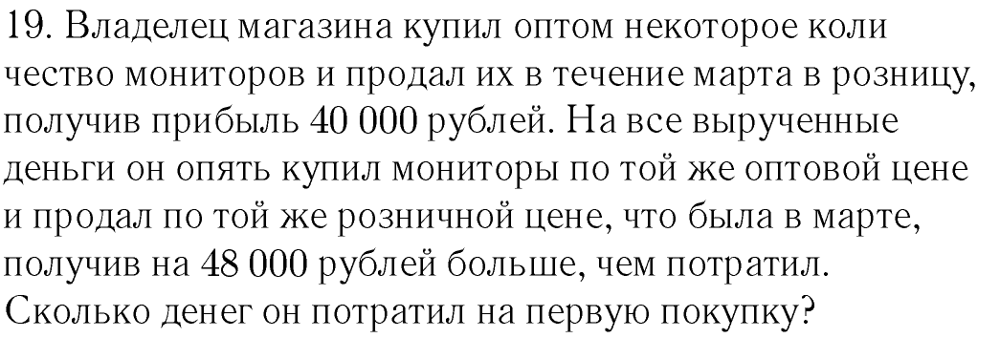 19. Владелец магазина купил оптом некоторое коли
чество мониторов и продал их в течение марта в розницу,
получив прибыль 40 000 рублей. На все вырученные
деньги он опять купил мониторы по той же оптовой цене
и продал по той же розничной цене, что была в марте,
получив на 48 000 рублей больше, чем потратил.
Сколько денег он потратил на первую покупку?